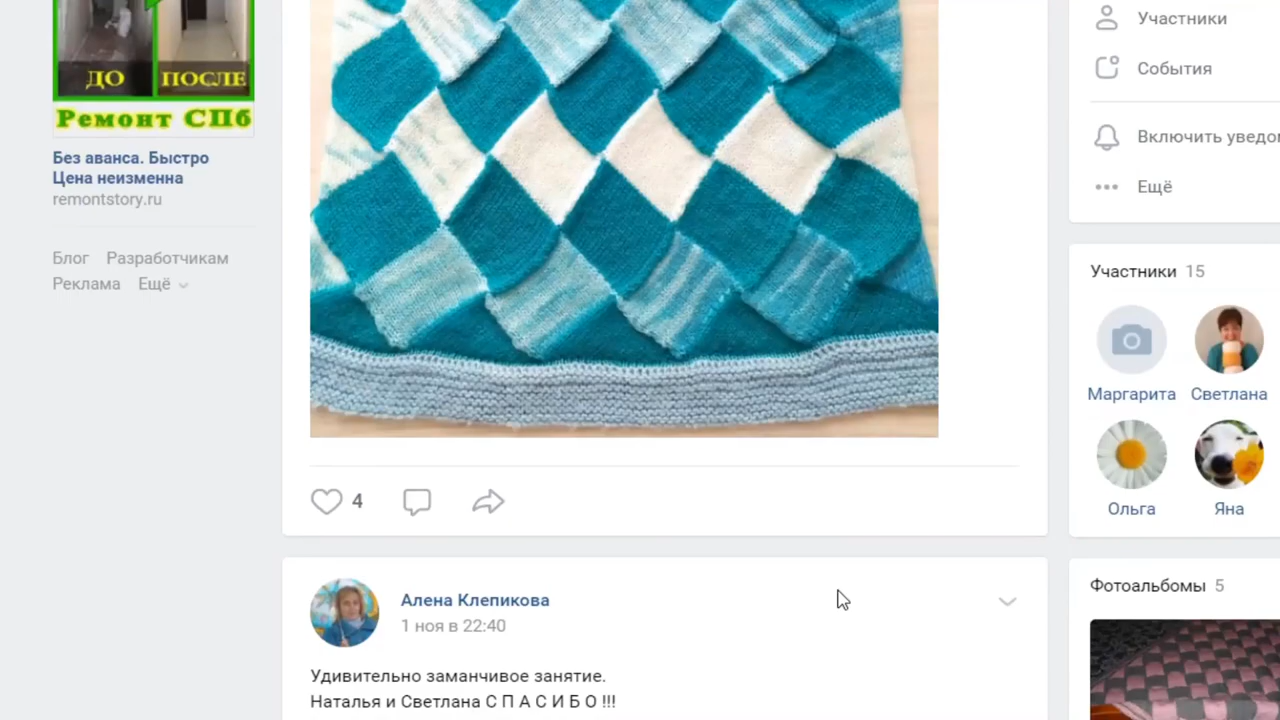 ДО ПОСЛЕ
Ремонт СПб
Без аванса. Быстро
Цена неизменна
remontstory.ru
Блог Разработчикам
Реклама Ещё
4
Алена Клепикова
1 ноя в 22:40
Удивительно заманчивое занятие.
Наталья и Светлана С П А С И Б О !!!
Участники
События
Включить уведо
Ещё
Участники 15
Маргарита Светлана
Ольга Яна
Фотоальбомы 5